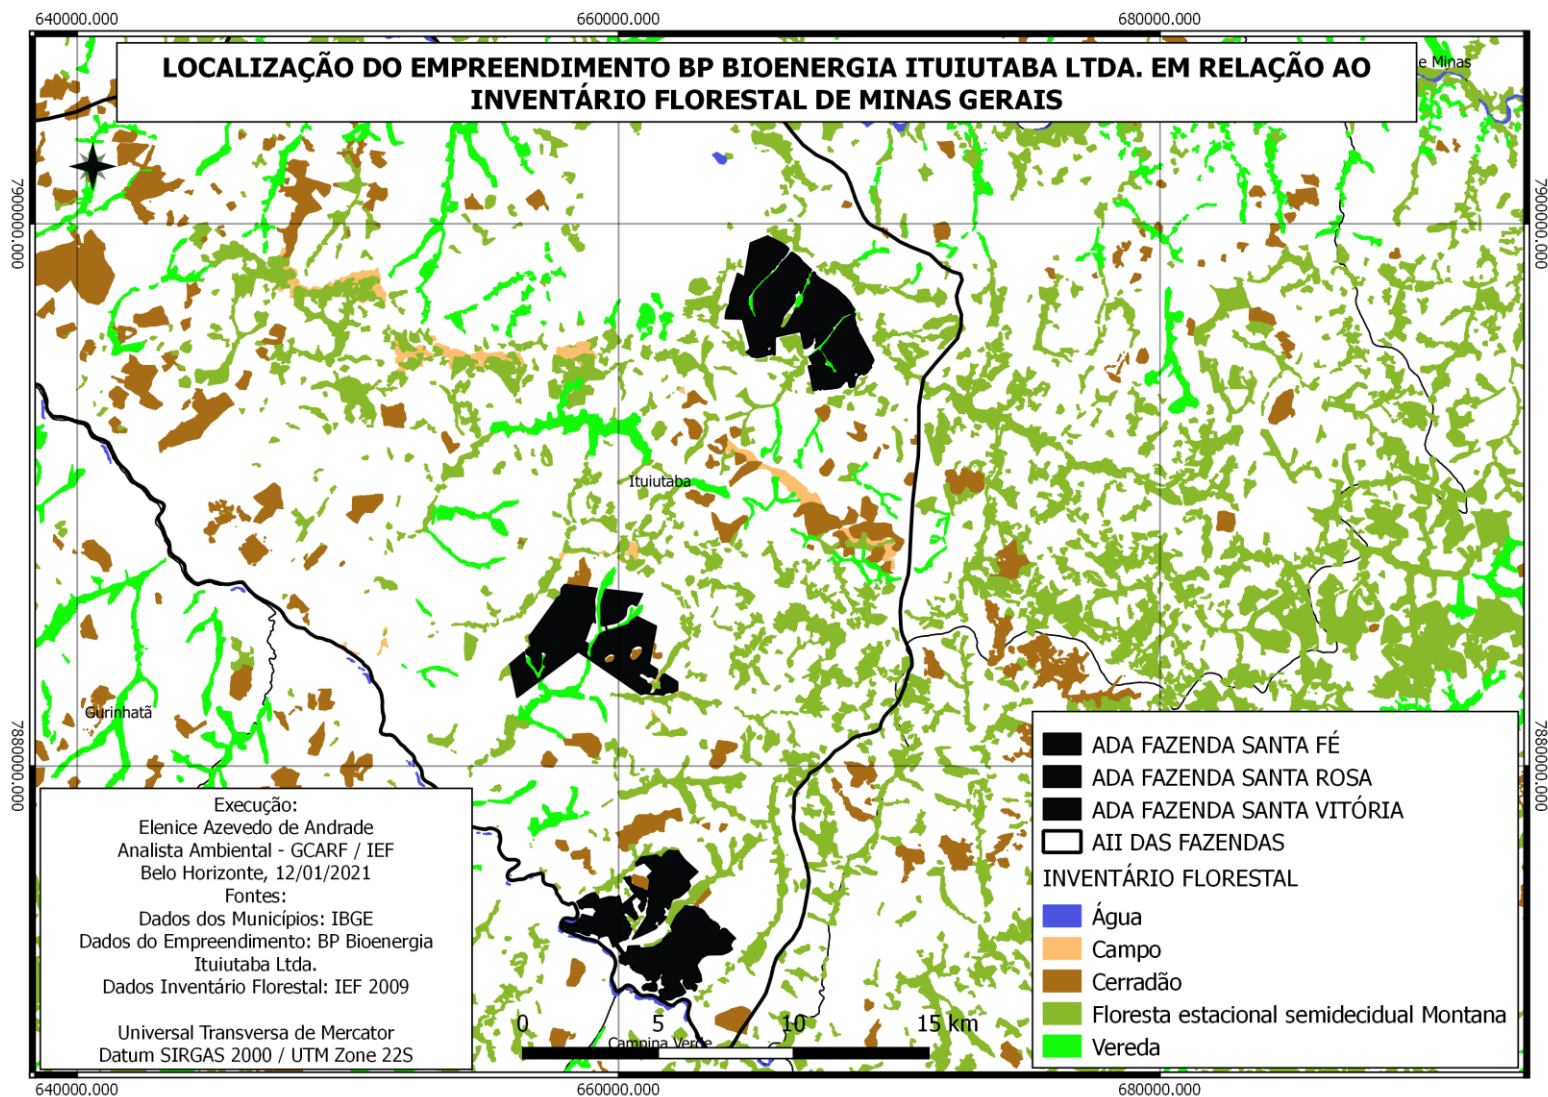 640000.000
660000.000
680000.000
LOCALIZAÇÃO DO EMPREENDIMENTO BP BIOENERGIA ITUIUTABA LTDA. EM RELAÇÃO AO
INVENTÁRIO FLORESTAL DE MINAS GERAIS
e Minas
7900000.000
7900000.000
Ituiutaba
Gurinhatã
7880000.000
7880000.000
ADA FAZENDA SANTA FÉ
ADA FAZENDA SANTA ROSA
ADA FAZENDA SANTA VITÓRIA
AII DAS FAZENDAS
INVENTÁRIO FLORESTAL
Água
Campo
Cerradão
Floresta estacional semidecidual Montana
Vereda
Execução:
Elenice Azevedo de Andrade
Analista Ambiental - GCARF / IEF
Belo Horizonte, 12/01/2021
Fontes:
Dados dos Municípios: IBGE
Dados do Empreendimento: BP Bioenergia
Ituiutaba Ltda.
Dados Inventário Florestal: IEF 2009
Universal Transversa de Mercator
Datum SIRGAS 2000 / UTM Zone 22S
0 5 10 15 km
Campina Verde
640000.000
660000.000
680000.000